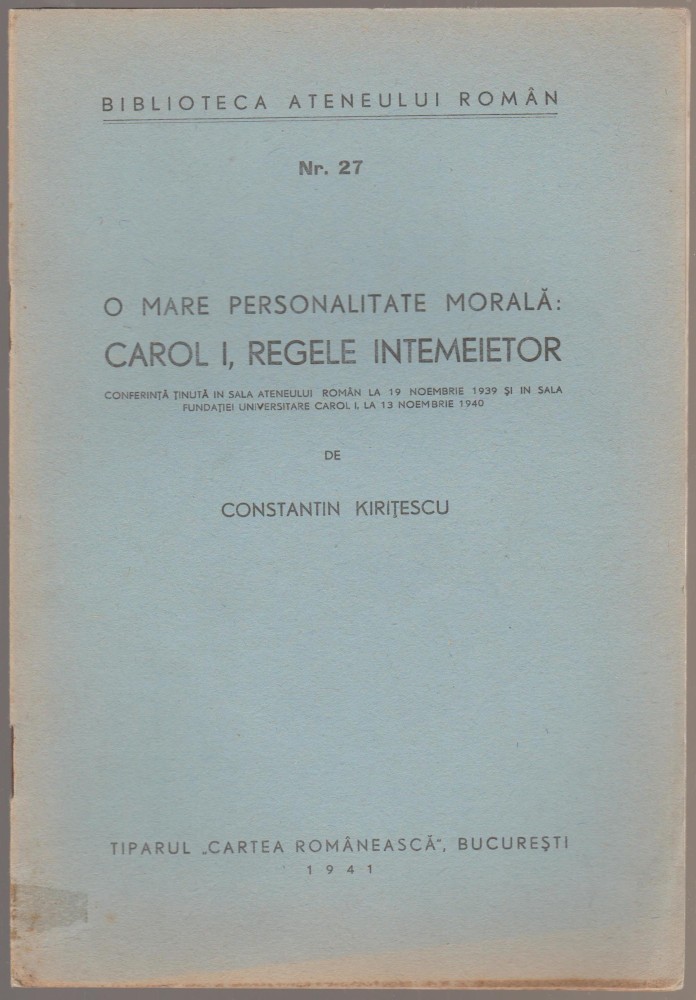 BIBLIOTECA ATENEULUI ROMÂN
Nr. 27
O MARE PERSONALITATE MORALĂ:
CAROL I, REGELE INTEMEIETOR
CONFERINȚĂ ȚINUTĂ IN SALA ATENEULUI ROMÂN LA 19 NOEMBRIE 1939 ȘI IN SALA
FUNDAȚIEI UNIVERSITARE CAROL I, LA 13 NOEMBRIE 1940
DE
CONSTANTIN KIRIȚESCU
TIPARUL „CARTEA ROMÂNEASCĂ”, BUCUREȘTI
1941